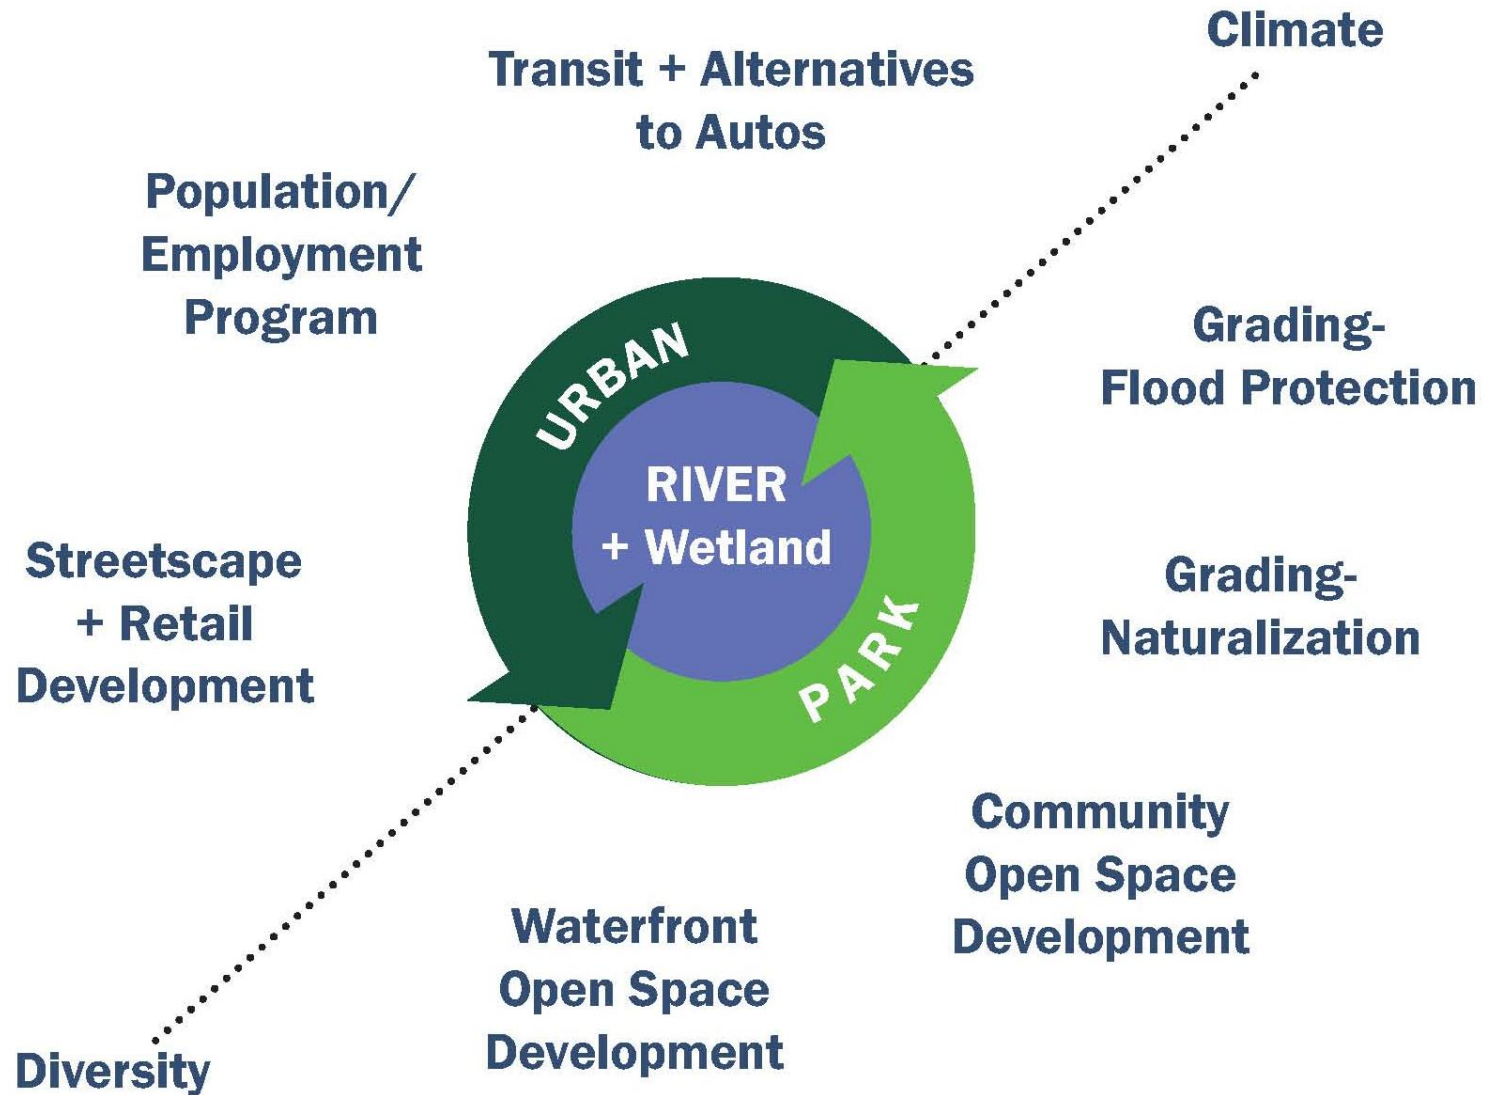 Climate
Transit + Alternatives
to Autos
Population/
Employment
Program
Grading-
Flood Protection
URBAN
RIVER
+ Wetland
PARK
Streetscape
+ Retail
Development
Grading-
Naturalization
Community
Open Space
Development
Waterfront
Open Space
Development
Diversity